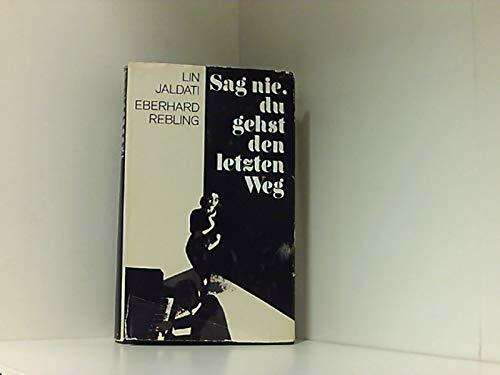 LIN
JALDATI
EBERHARD
REBLING
Sag nie,
du
gehst
den
letzten
Weg